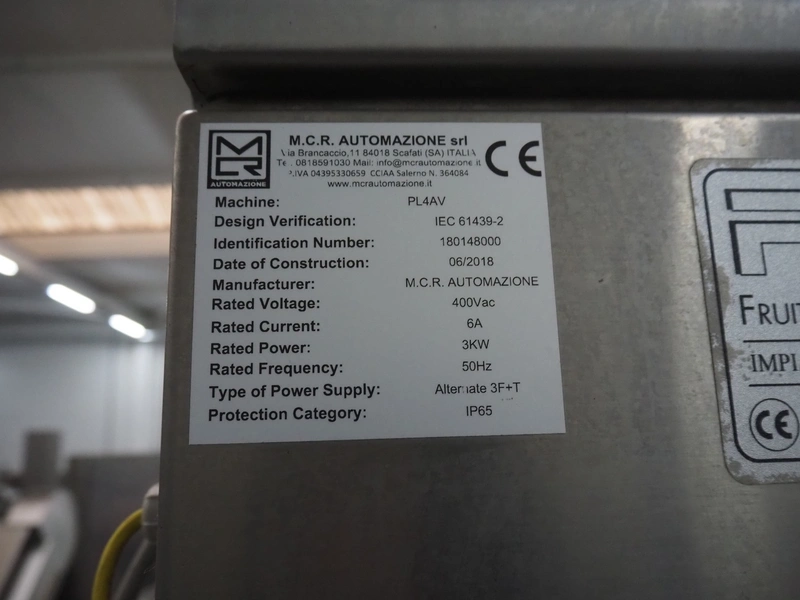 MCR
AUTOMAZIONE
M.C.R. AUTOMAZIONE srl
Via Brancaccio,11 84018 Scafati (SA) ITALIA
Tel. 0818591030 Mail: info@mcrautomazione.it
P.IVA 04395330659 CCIAA Salerno N. 364084
www.mcrautomazione.it
CE
Machine: PL4AV
Design Verification: IEC 61439-2
Identification Number: 180148000
Date of Construction: 06/2018
Manufacturer: M.C.R. AUTOMAZIONE
Rated Voltage: 400Vac
Rated Current: 6A
Rated Power: 3KW
Rated Frequency: 50Hz
Type of Power Supply: Alternate 3F+T
Protection Category: IP65
FRUIT
IMPI
CE